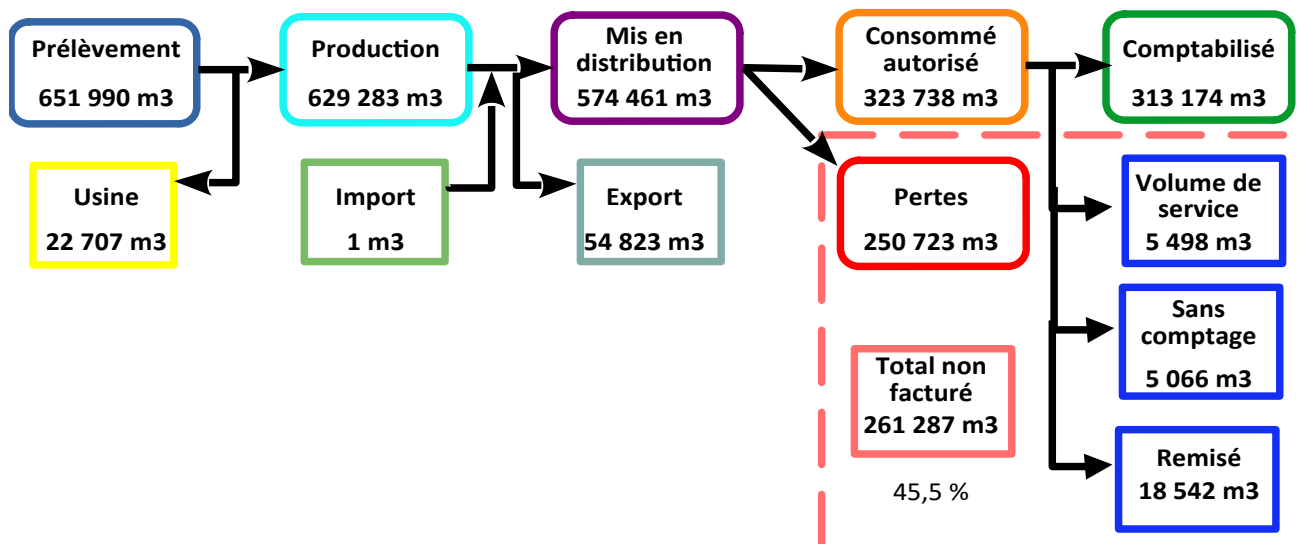 Prélèvement
651 990 m3
Production
629 283 m3
Mis en
distribution
574 461 m3
Consommé
autorisé
323 738 m3
Comptabilisé
313 174 m3
Usine
22 707 m3
Import
1 m3
Export
54 823 m3
Pertes
250 723 m3
Volume de
service
5 498 m3
Sans
comptage
5 066 m3
Total non
facturé
261 287 m3
45,5 %
Remisé
18 542 m3